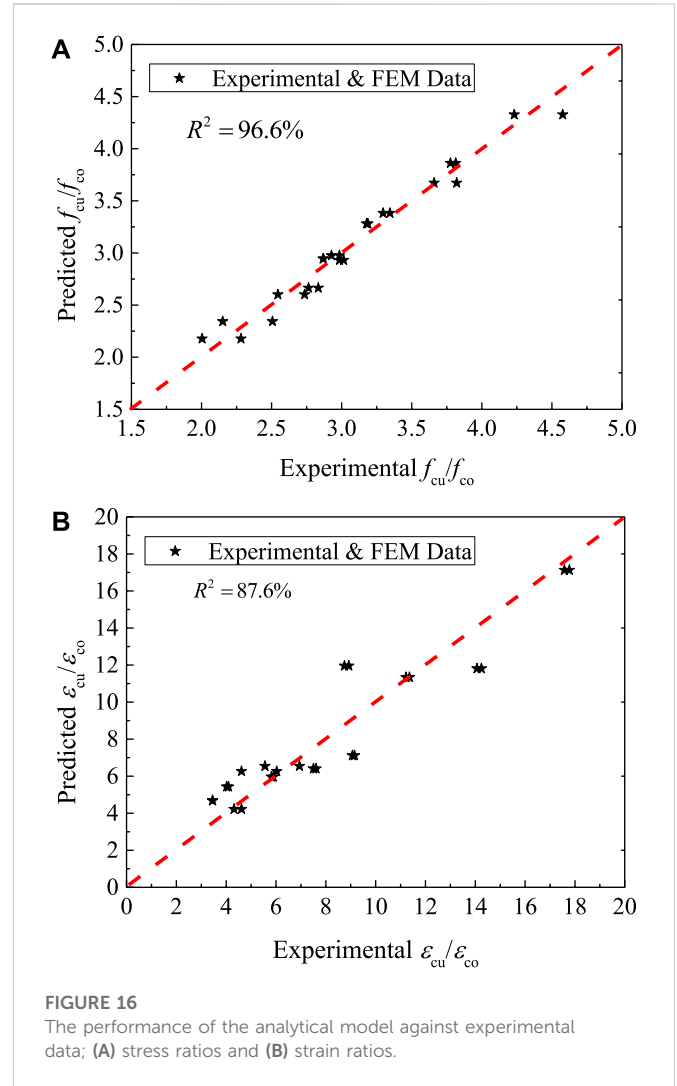 A
5.0
★ Experimental & FEM Data
4.5
R² = 96.6%
4.0
3.5
3.0
2.5
2.0
1.5
Predicted f_cu/f_co
1.5 2.0 2.5 3.0 3.5 4.0 4.5 5.0
Experimental f_cu/f_co
B
20
★ Experimental & FEM Data
18
R² = 87.6%
16
14
12
10
8
6
4
2
0
Predicted ε_cu/ε_co
0 2 4 6 8 10 12 14 16 18 20
Experimental ε_cu/ε_co
FIGURE 16
The performance of the analytical model against experimental
data; (A) stress ratios and (B) strain ratios.